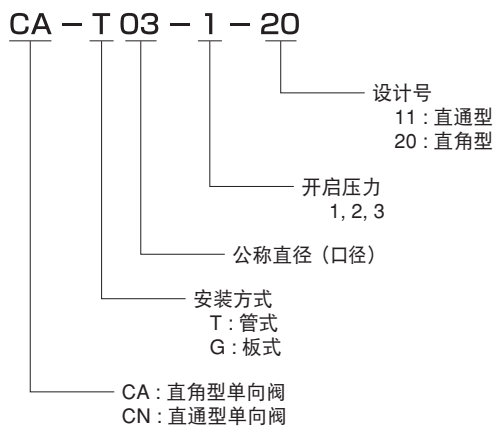 CA – T 03 – 1 – 20
设计号
11 : 直通型
20 : 直角型
开启压力
1, 2, 3
公称直径（口径）
安装方式
T : 管式
G : 板式
CA : 直角型单向阀
CN : 直通型单向阀